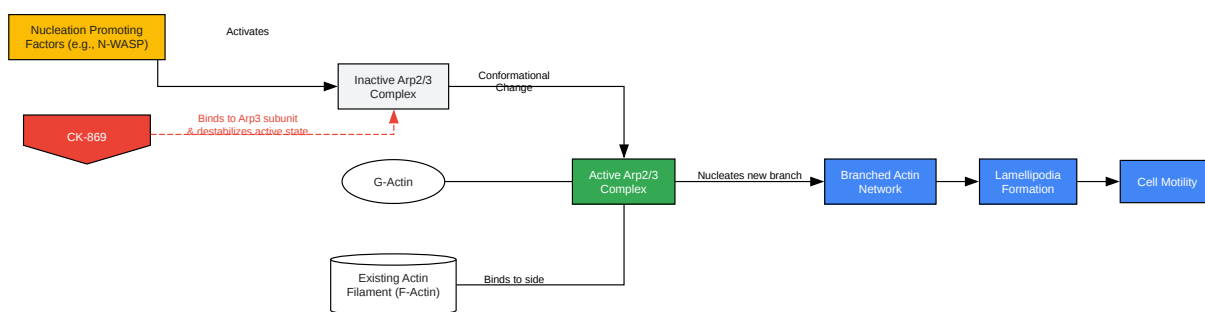 Nucleation Promoting
Factors (e.g., N-WASP)
Activates
Inactive Arp2/3
Complex
Conformational
Change
CK-869
Binds to Arp3 subunit
& destabilizes active state
G-Actin
Active Arp2/3
Complex
Nucleates new branch
Branched Actin
Network
Lamellipodia
Formation
Cell Motility
Existing Actin
Filament (F-Actin)
Binds to side